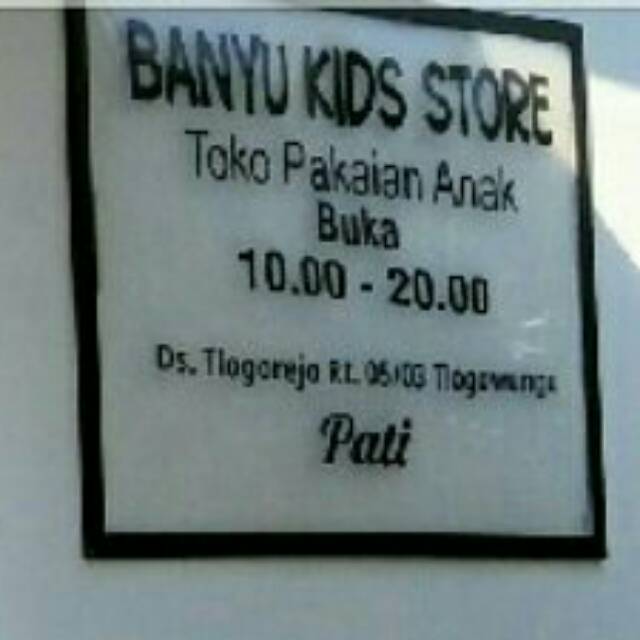 BANYU KIDS STORE
Toko Pakaian Anak
Buka
10.00 - 20.00
Ds. Tlogorejo Rt. 05/03 Tlogowungu
Pati